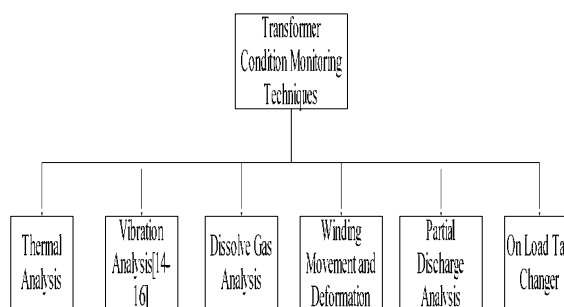 Transformer
Condition Monitoring
Techniques
Thermal
Analysis
Vibration
Analysis[14-
16]
Dissolve Gas
Analysis
Winding
Movement and
Deformation
Partial
Discharge
Analysis
On Load Ta
Changer